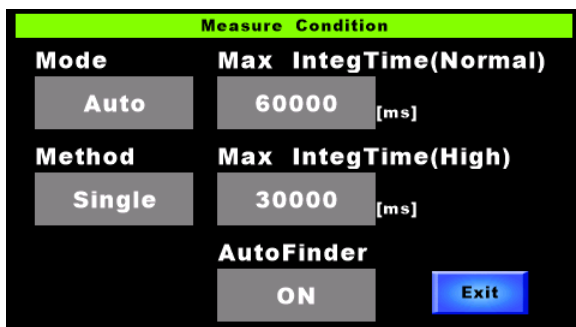 Measure Condition
Mode
Max IntegTime(Normal)
Auto
60000 [ms]
Method
Max IntegTime(High)
Single
30000 [ms]
AutoFinder
ON
Exit